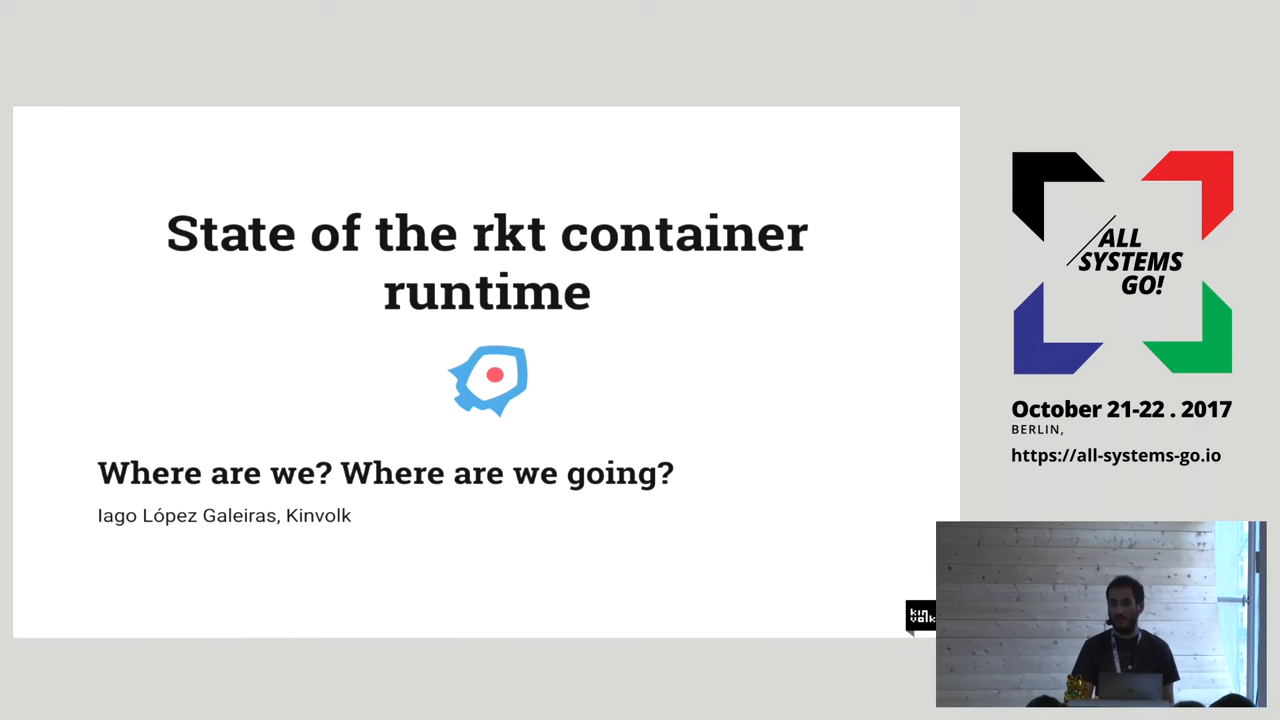 State of the rkt container
runtime
Where are we? Where are we going?
Iago López Galeiras, Kinvolk
kin
volk
ALL
SYSTEMS
GO!
October 21-22 . 2017
BERLIN,
https://all-systems-go.io